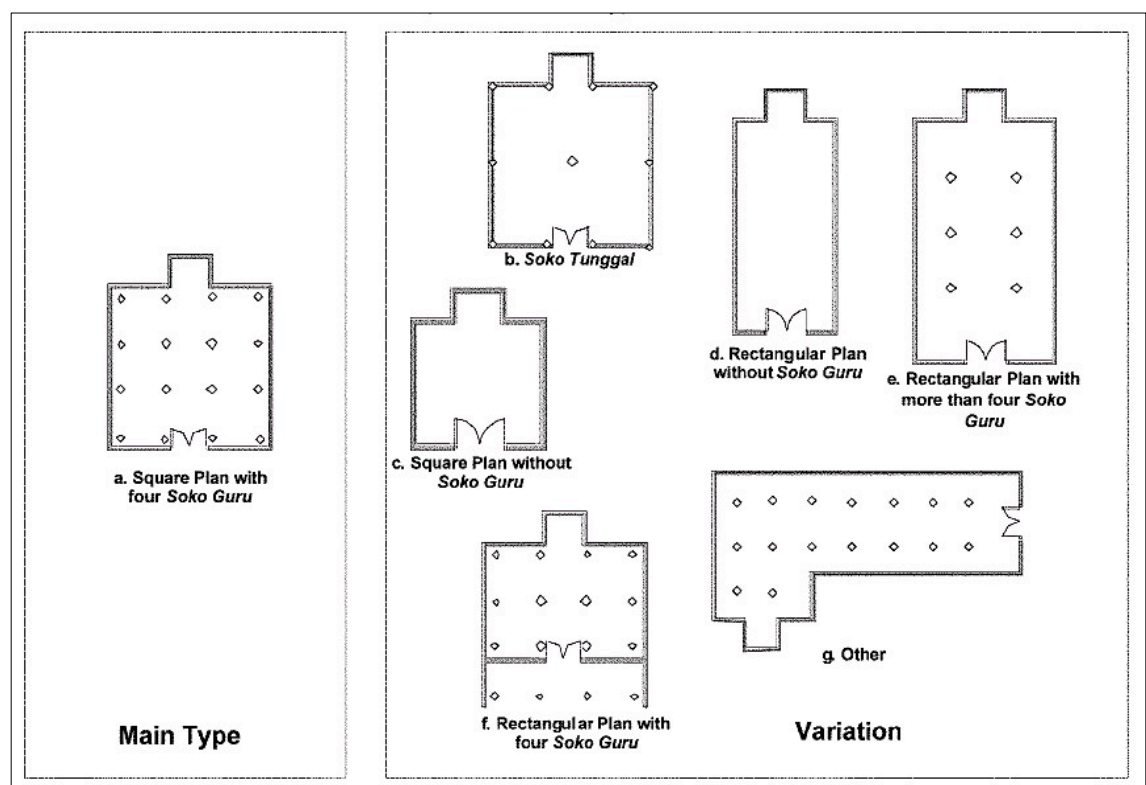 a. Square Plan with
four Soko Guru
Main Type
b. Soko Tunggal
c. Square Plan without
Soko Guru
d. Rectangular Plan
without Soko Guru
e. Rectangular Plan with
more than four Soko
Guru
f. Rectangular Plan with
four Soko Guru
g. Other
Variation